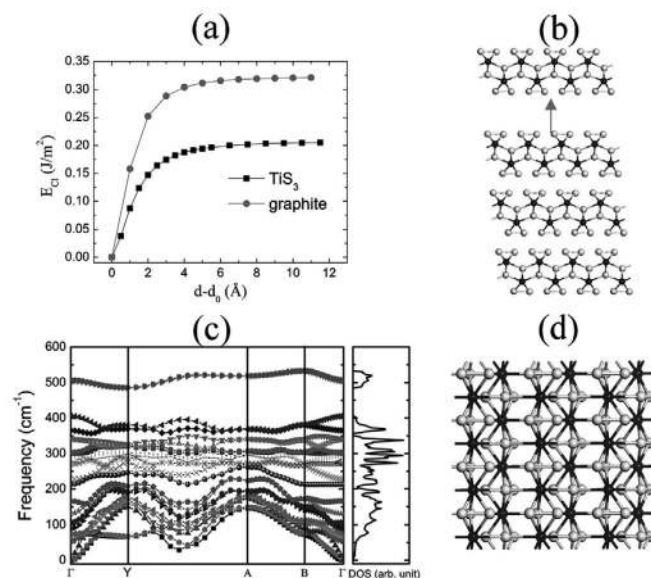 (a)
(b)
0.35
0.30
0.25
0.20
0.15
0.10
0.05
0.00
E_Cl (J/m²)
TiS₃
graphite
0 2 4 6 8 10 12
d-d₀ (Å)
(c)
(d)
600
500
400
300
200
100
0
Frequency (cm⁻¹)
Γ Y A B Γ
DOS (arb. unit)